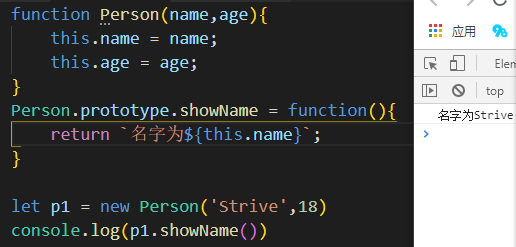 function Person(name,age){
    this.name = name;
    this.age = age;
}
Person.prototype.showName = function(){
    return `名字为${this.name}`;
}
let p1 = new Person('Strive',18)
console.log(p1.showName())
应用
Elem
top
名字为Strive